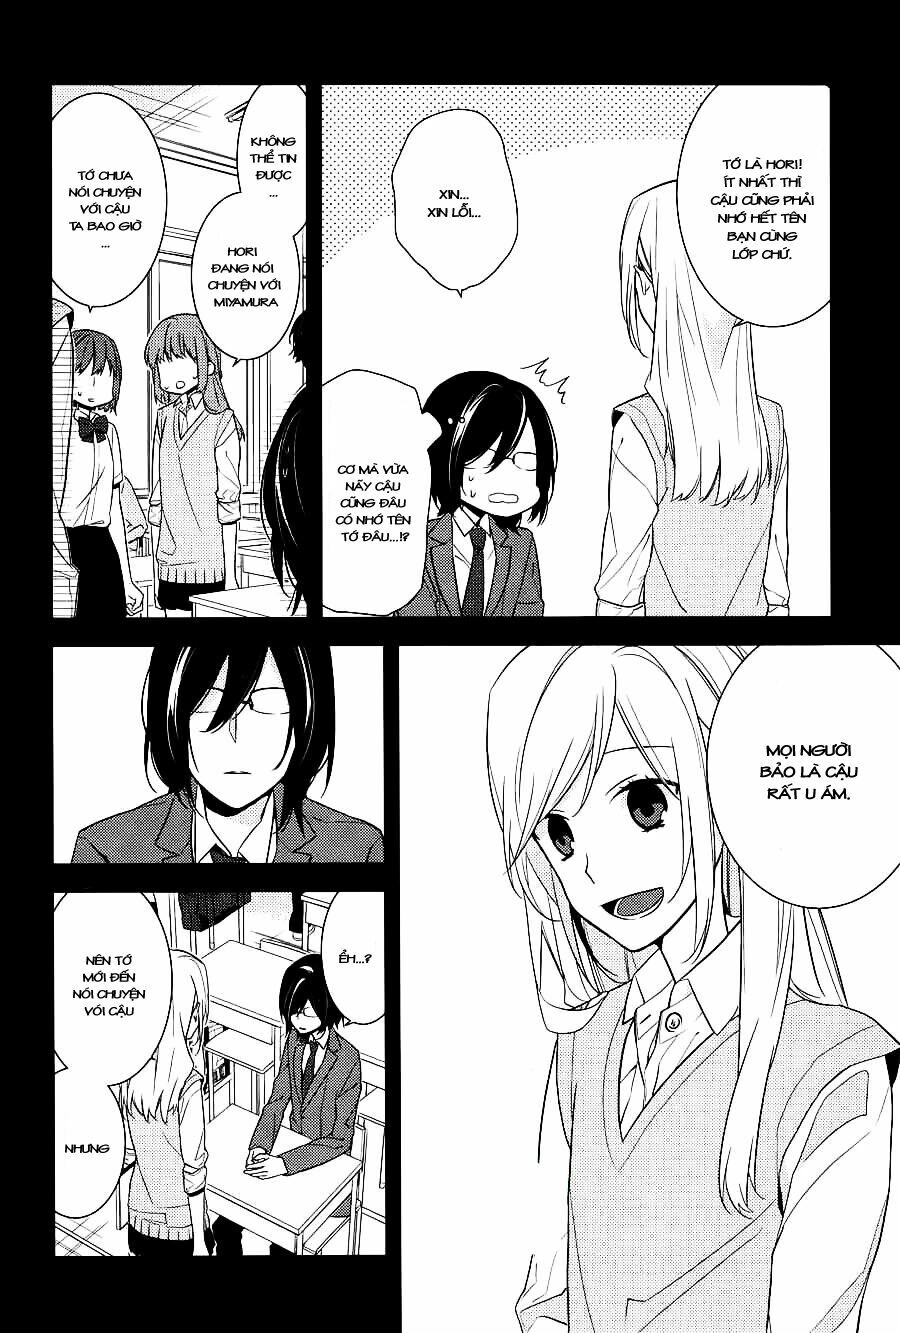 TỚ LÀ HORI!
ÍT NHẤT THÌ
CẬU CŨNG PHẢI
NHỚ HẾT TÊN
BẠN CÙNG
LỚP CHỨ.
XIN...
XIN LỖI...
CƠ MÀ VỪA
NÃY CẬU
CŨNG ĐÂU
CÓ NHỚ TÊN
TỚ ĐÂU...!?
KHÔNG
THỂ TIN
ĐƯỢC
...
HORI
ĐANG NÓI
CHUYỆN VỚI
MIYAMURA
TỚ CHƯA
NÓI CHUYỆN
VỚI CẬU
TA BAO GIỜ
...
MỌI NGƯỜI
BẢO LÀ CẬU
RẤT U ÁM.
ỂH...?
NÊN TỚ
MỚI ĐẾN
NÓI CHUYỆN
VÓI CẬU
NHƯNG